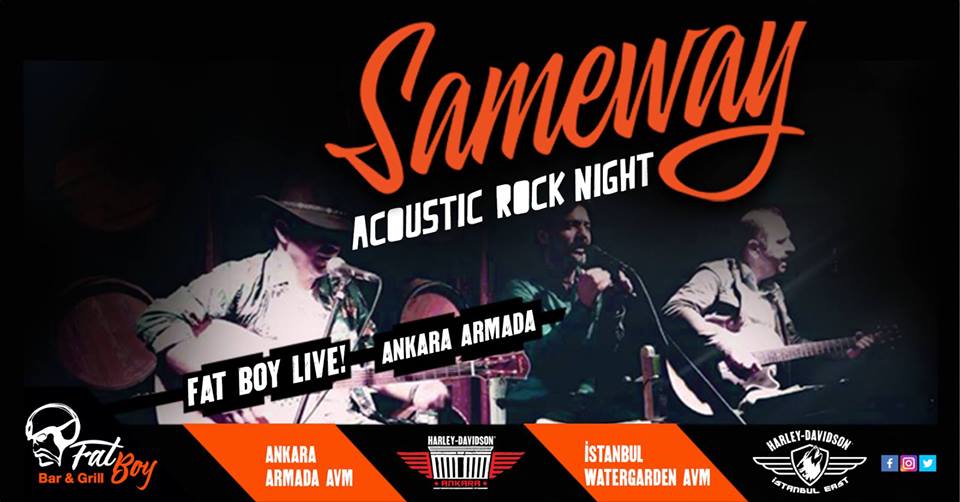 Sameway
ACOUSTIC ROCK NIGHT
FAT BOY LIVE! ANKARA ARMADA
Fat Boy
Bar & Grill
ANKARA
ARMADA AVM
HARLEY-DAVIDSON
ANKARA
İSTANBUL
WATERGARDEN AVM
HARLEY-DAVIDSON
İSTANBUL EAST